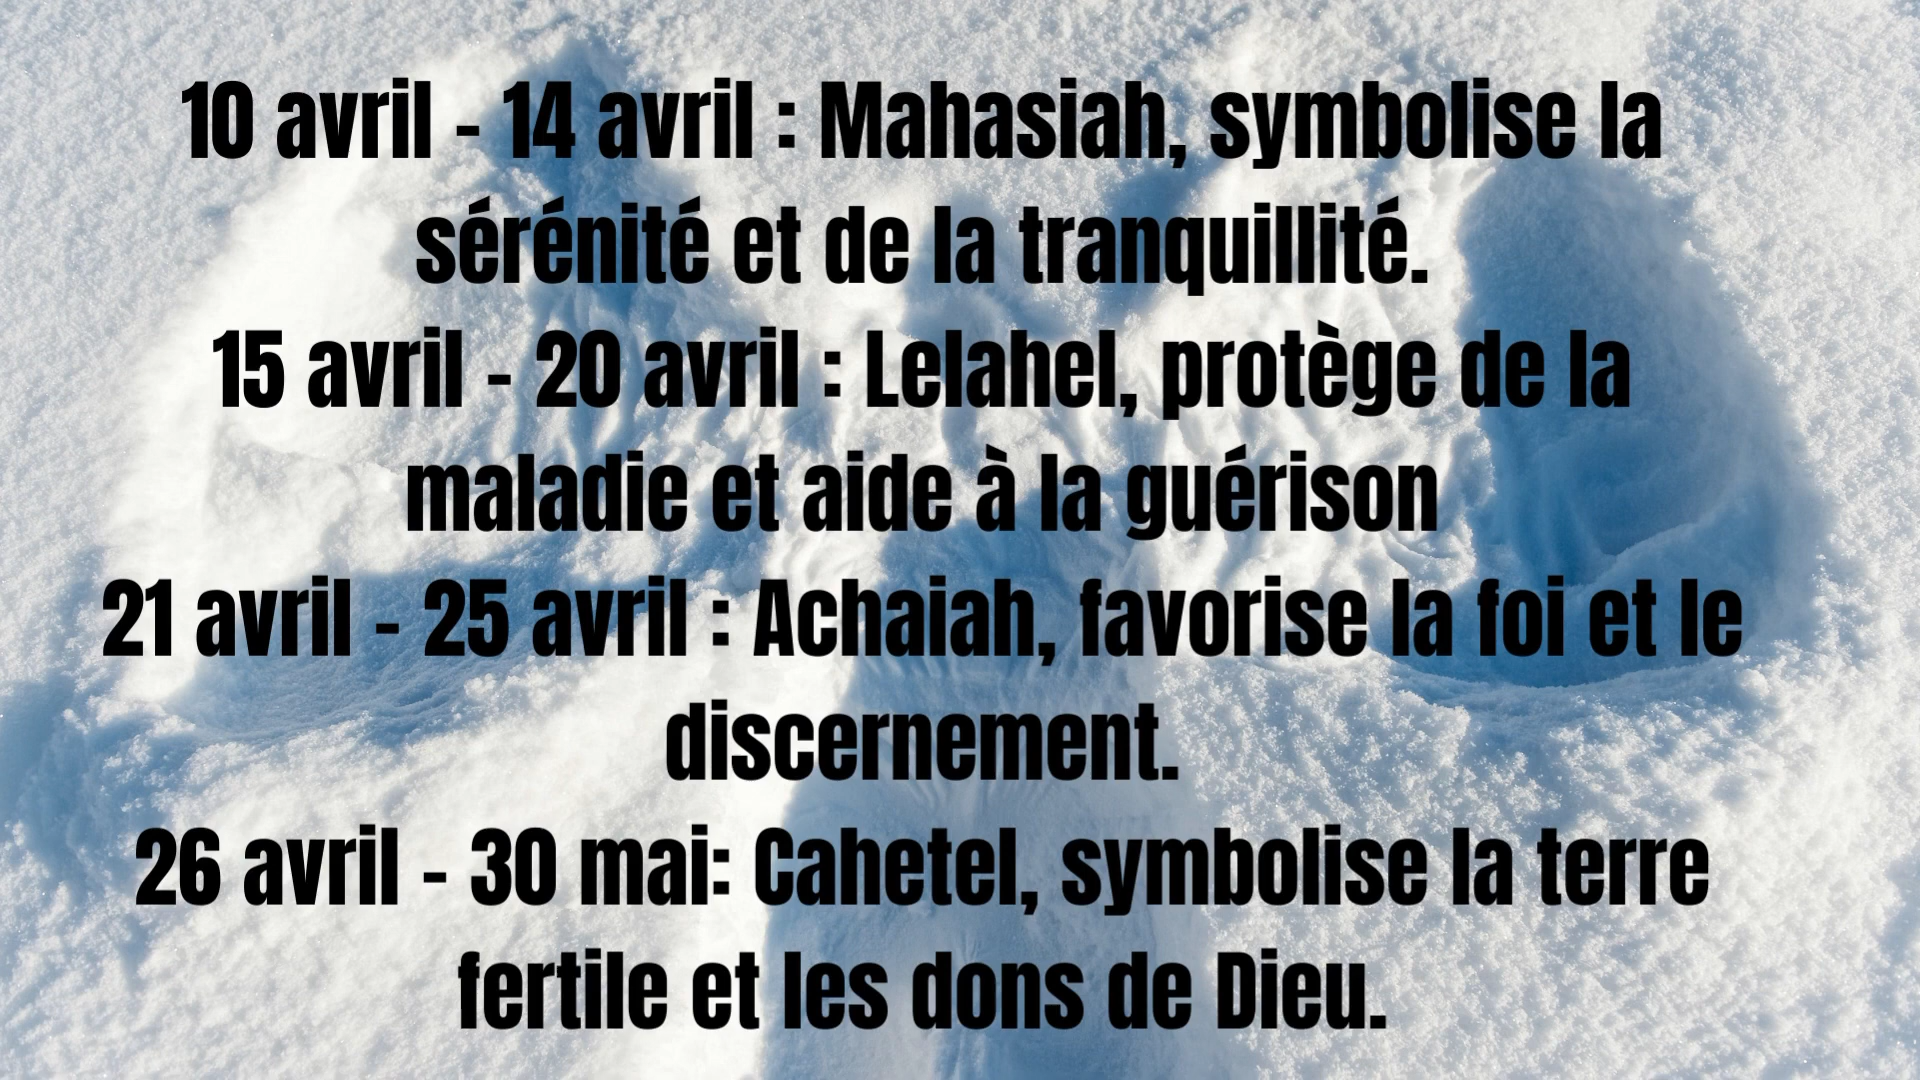 10 avril - 14 avril : Mahasiah, symbolise la
sérénité et de la tranquillité.
15 avril - 20 avril : Lelahel, protège de la
maladie et aide à la guérison
21 avril - 25 avril : Achaiah, favorise la foi et le
discernement.
26 avril - 30 mai: Cahetel, symbolise la terre
fertile et les dons de Dieu.